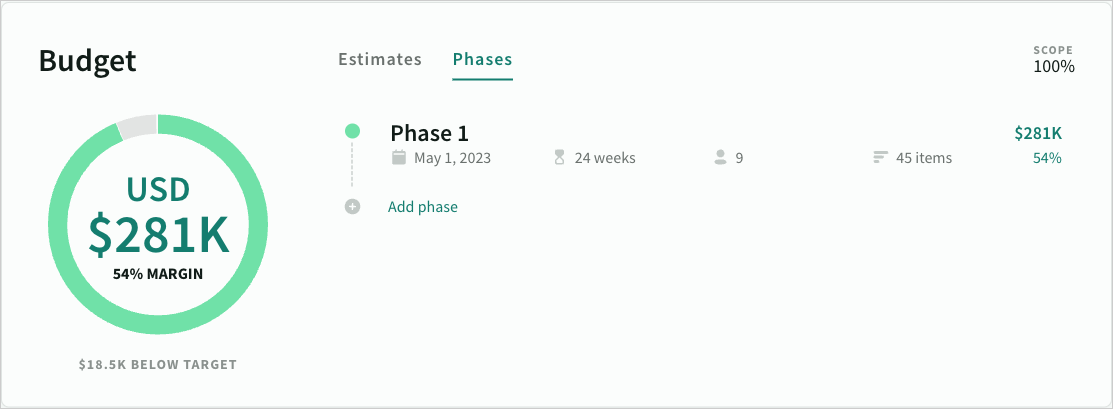 Budget
Estimates
Phases
SCOPE
100%
USD
$281K
54% MARGIN
$18.5K BELOW TARGET
Phase 1
$281K
May 1, 2023
24 weeks
9
45 items
54%
Add phase